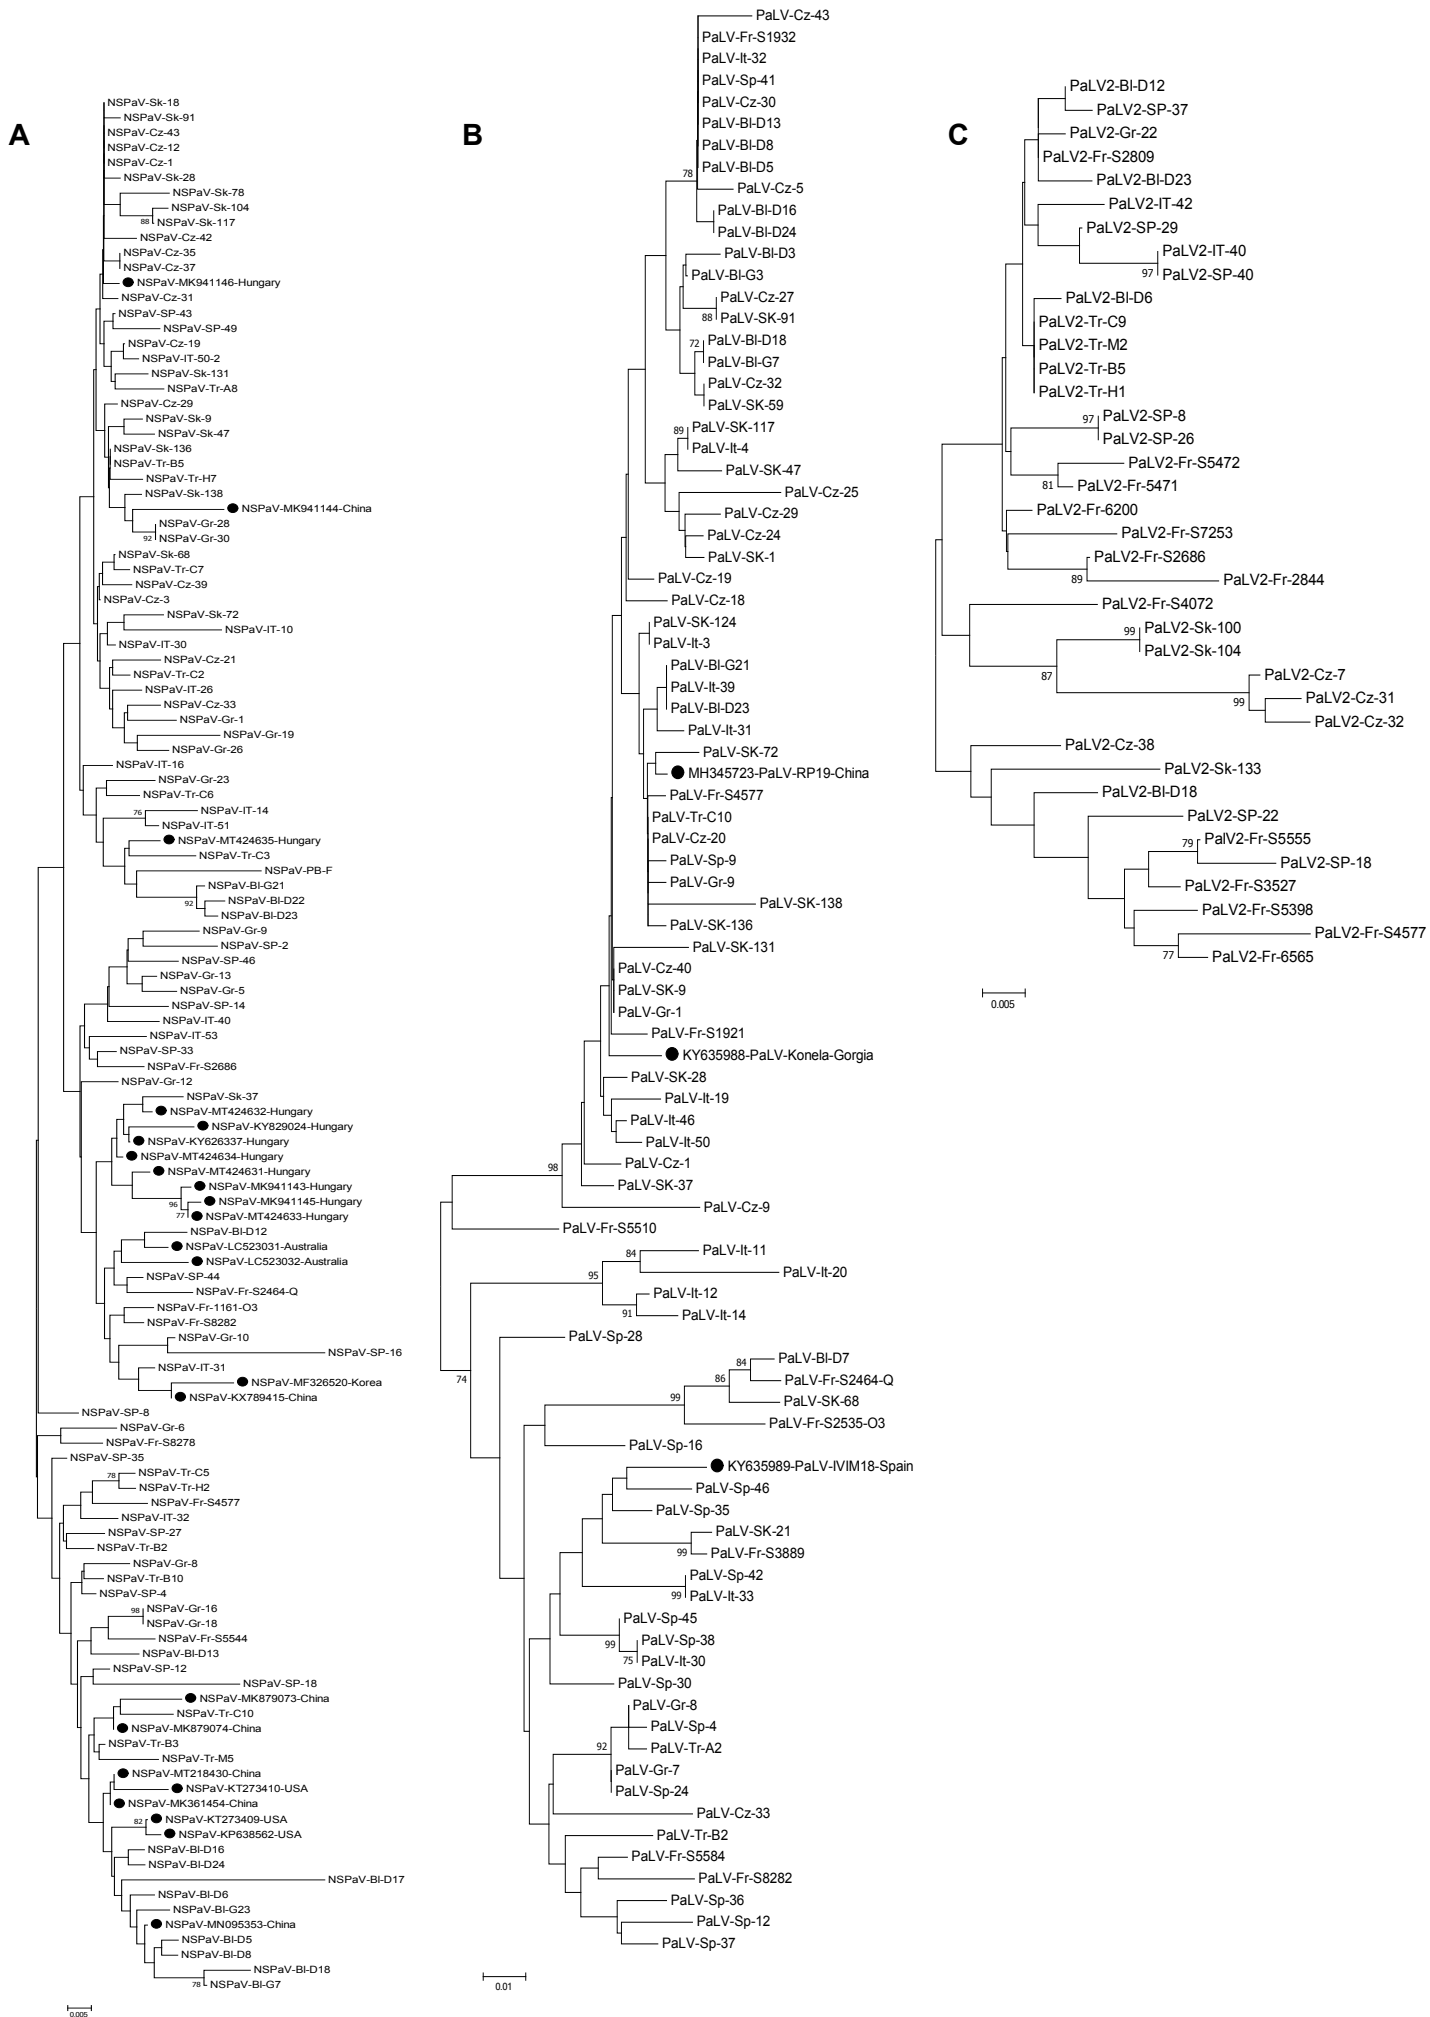 A
NSPaV-Sk-18
NSPaV-Sk-91
NSPaV-Cz-43
NSPaV-Cz-12
NSPaV-Cz-1
NSPaV-Sk-28
NSPaV-Sk-78
NSPaV-Sk-104
88
NSPaV-Sk-117
NSPaV-Cz-42
NSPaV-Cz-35
NSPaV-Cz-37
NSPaV-MK941146-Hungary
NSPaV-Cz-31
NSPaV-SP-43
NSPaV-SP-49
NSPaV-Cz-19
NSPaV-IT-50-2
NSPaV-Sk-131
NSPaV-Tr-A8
NSPaV-Cz-29
NSPaV-Sk-9
NSPaV-Sk-47
NSPaV-Sk-136
NSPaV-Tr-B5
NSPaV-Tr-H7
NSPaV-Sk-138
NSPaV-MK941144-China
NSPaV-Gr-28
92
NSPaV-Gr-30
NSPaV-Sk-68
NSPaV-Tr-C7
NSPaV-Cz-39
NSPaV-Cz-3
NSPaV-Sk-72
NSPaV-IT-10
NSPaV-IT-30
NSPaV-Cz-21
NSPaV-Tr-C2
NSPaV-IT-26
NSPaV-Cz-33
NSPaV-Gr-1
NSPaV-Gr-19
NSPaV-Gr-26
NSPaV-IT-16
NSPaV-Gr-23
NSPaV-Tr-C6
76
NSPaV-IT-14
NSPaV-IT-51
NSPaV-MT424635-Hungary
NSPaV-Tr-C3
NSPaV-PB-F
NSPaV-Bl-G21
92
NSPaV-Bl-D22
NSPaV-Bl-D23
NSPaV-Gr-9
NSPaV-SP-2
NSPaV-SP-46
NSPaV-Gr-13
NSPaV-Gr-5
NSPaV-SP-14
NSPaV-IT-40
NSPaV-IT-53
NSPaV-SP-33
NSPaV-Fr-S2686
NSPaV-Gr-12
NSPaV-Sk-37
NSPaV-MT424632-Hungary
NSPaV-KY829024-Hungary
NSPaV-KY626337-Hungary
NSPaV-MT424634-Hungary
NSPaV-MT424631-Hungary
NSPaV-MK941143-Hungary
96
NSPaV-MK941145-Hungary
77
NSPaV-MT424633-Hungary
NSPaV-Bl-D12
NSPaV-LC523031-Australia
NSPaV-LC523032-Australia
NSPaV-SP-44
NSPaV-Fr-S2464-Q
NSPaV-Fr-1161-O3
NSPaV-Fr-S8282
NSPaV-Gr-10
NSPaV-SP-16
NSPaV-IT-31
NSPaV-MF326520-Korea
NSPaV-KX789415-China
NSPaV-SP-8
NSPaV-Gr-6
NSPaV-Fr-S8278
NSPaV-SP-35
78
NSPaV-Tr-C5
NSPaV-Tr-H2
NSPaV-Fr-S4577
NSPaV-IT-32
NSPaV-SP-27
NSPaV-Tr-B2
NSPaV-Gr-8
NSPaV-Tr-B10
NSPaV-SP-4
98
NSPaV-Gr-16
NSPaV-Gr-18
NSPaV-Fr-S5544
NSPaV-Bl-D13
NSPaV-SP-12
NSPaV-SP-18
NSPaV-MK879073-China
NSPaV-Tr-C10
NSPaV-MK879074-China
NSPaV-Tr-B3
NSPaV-Tr-M5
NSPaV-MT218430-China
NSPaV-KT273410-USA
NSPaV-MK361454-China
82
NSPaV-KT273409-USA
NSPaV-KP638562-USA
NSPaV-Bl-D16
NSPaV-Bl-D24
NSPaV-Bl-D17
NSPaV-Bl-D6
NSPaV-Bl-G23
NSPaV-MN095353-China
NSPaV-Bl-D5
NSPaV-Bl-D8
NSPaV-Bl-D18
78
NSPaV-Bl-G7
0.005
B
PaLV-Cz-43
PaLV-Fr-S1932
PaLV-It-32
PaLV-Sp-41
PaLV-Cz-30
PaLV-Bl-D13
PaLV-Bl-D8
PaLV-Bl-D5
78
PaLV-Cz-5
PaLV-Bl-D16
PaLV-Bl-D24
PaLV-Bl-D3
PaLV-Bl-G3
PaLV-Cz-27
88
PaLV-SK-91
72
PaLV-Bl-D18
PaLV-Bl-G7
PaLV-Cz-32
PaLV-SK-59
89
PaLV-SK-117
PaLV-It-4
PaLV-SK-47
PaLV-Cz-25
PaLV-Cz-29
PaLV-Cz-24
PaLV-SK-1
PaLV-Cz-19
PaLV-Cz-18
PaLV-SK-124
PaLV-It-3
PaLV-Bl-G21
PaLV-It-39
PaLV-Bl-D23
PaLV-It-31
PaLV-SK-72
MH345723-PaLV-RP19-China
PaLV-Fr-S4577
PaLV-Tr-C10
PaLV-Cz-20
PaLV-Sp-9
PaLV-Gr-9
PaLV-SK-138
PaLV-SK-136
PaLV-SK-131
PaLV-Cz-40
PaLV-SK-9
PaLV-Gr-1
PaLV-Fr-S1921
KY635988-PaLV-Konela-Gorgia
PaLV-SK-28
PaLV-It-19
PaLV-It-46
PaLV-It-50
98
PaLV-Cz-1
PaLV-SK-37
PaLV-Cz-9
PaLV-Fr-S5510
84
PaLV-It-11
95
PaLV-It-20
PaLV-It-12
91
PaLV-It-14
PaLV-Sp-28
74
84
PaLV-Bl-D7
86
PaLV-Fr-S2464-Q
99
PaLV-SK-68
PaLV-Fr-S2535-O3
PaLV-Sp-16
KY635989-PaLV-IVIM18-Spain
PaLV-Sp-46
PaLV-Sp-35
PaLV-SK-21
99
PaLV-Fr-S3889
PaLV-Sp-42
99
PaLV-It-33
PaLV-Sp-45
99
PaLV-Sp-38
75
PaLV-It-30
PaLV-Sp-30
PaLV-Gr-8
PaLV-Sp-4
92
PaLV-Tr-A2
PaLV-Gr-7
PaLV-Sp-24
PaLV-Cz-33
PaLV-Tr-B2
PaLV-Fr-S5584
PaLV-Fr-S8282
PaLV-Sp-36
PaLV-Sp-12
PaLV-Sp-37
0.01
C
PaLV2-Bl-D12
PaLV2-SP-37
PaLV2-Gr-22
PaLV2-Fr-S2809
PaLV2-Bl-D23
PaLV2-IT-42
PaLV2-SP-29
PaLV2-IT-40
97
PaLV2-SP-40
PaLV2-Bl-D6
PaLV2-Tr-C9
PaLV2-Tr-M2
PaLV2-Tr-B5
PaLV2-Tr-H1
97
PaLV2-SP-8
PaLV2-SP-26
PaLV2-Fr-S5472
81
PaLV2-Fr-5471
PaLV2-Fr-6200
PaLV2-Fr-S7253
PaLV2-Fr-S2686
89
PaLV2-Fr-2844
PaLV2-Fr-S4072
99
PaLV2-Sk-100
PaLV2-Sk-104
87
PaLV2-Cz-7
99
PaLV2-Cz-31
PaLV2-Cz-32
PaLV2-Cz-38
PaLV2-Sk-133
PaLV2-Bl-D18
PaLV2-SP-22
79
PalV2-Fr-S5555
PaLV2-SP-18
PaLV2-Fr-S3527
PaLV2-Fr-S5398
PaLV2-Fr-S4577
77
PaLV2-Fr-6565
0.005